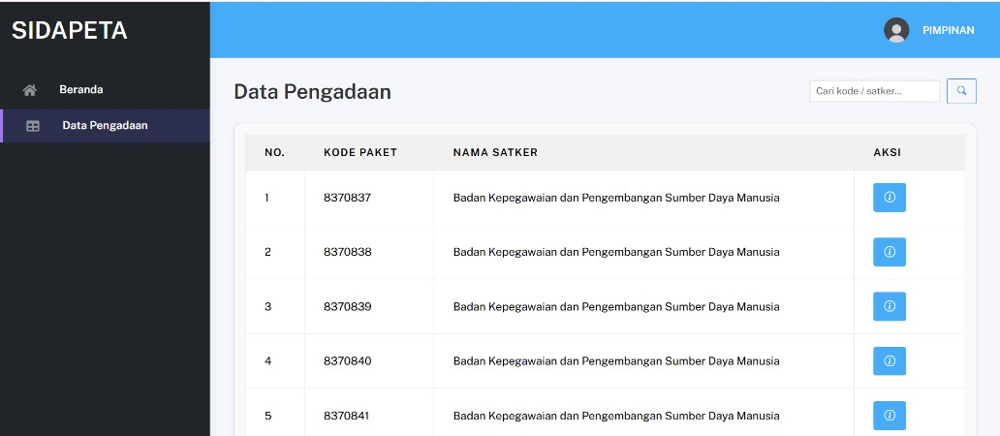 SIDAPETA
PIMPINAN
Beranda
Data Pengadaan
Data Pengadaan
Cari kode / satker...
NO. KODE PAKET NAMA SATKER AKSI
1 8370837 Badan Kepegawaian dan Pengembangan Sumber Daya Manusia
2 8370838 Badan Kepegawaian dan Pengembangan Sumber Daya Manusia
3 8370839 Badan Kepegawaian dan Pengembangan Sumber Daya Manusia
4 8370840 Badan Kepegawaian dan Pengembangan Sumber Daya Manusia
5 8370841 Badan Kepegawaian dan Pengembangan Sumber Daya Manusia